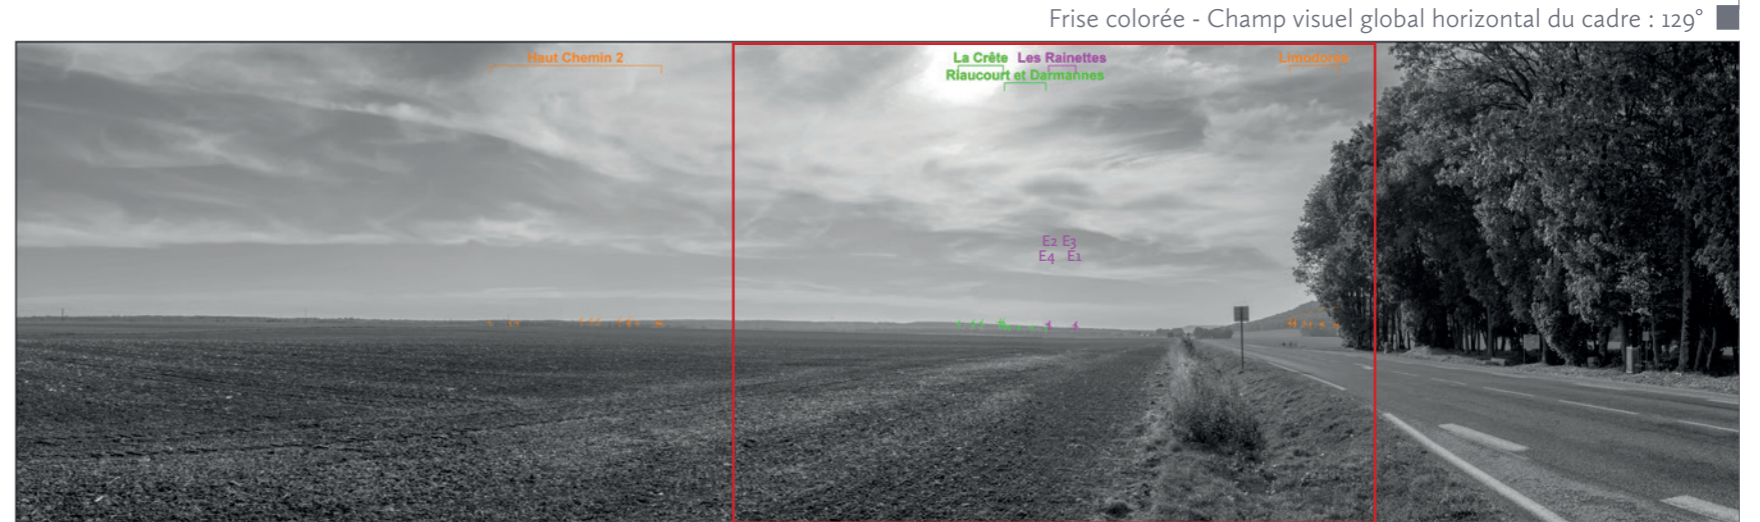 Frise colorée - Champ visuel global horizontal du cadre : 129°
Haut Chemin 2
La Crête Les Rainettes
Limodores
Riaucourt et Darmannes
E2 E3
E4 E1